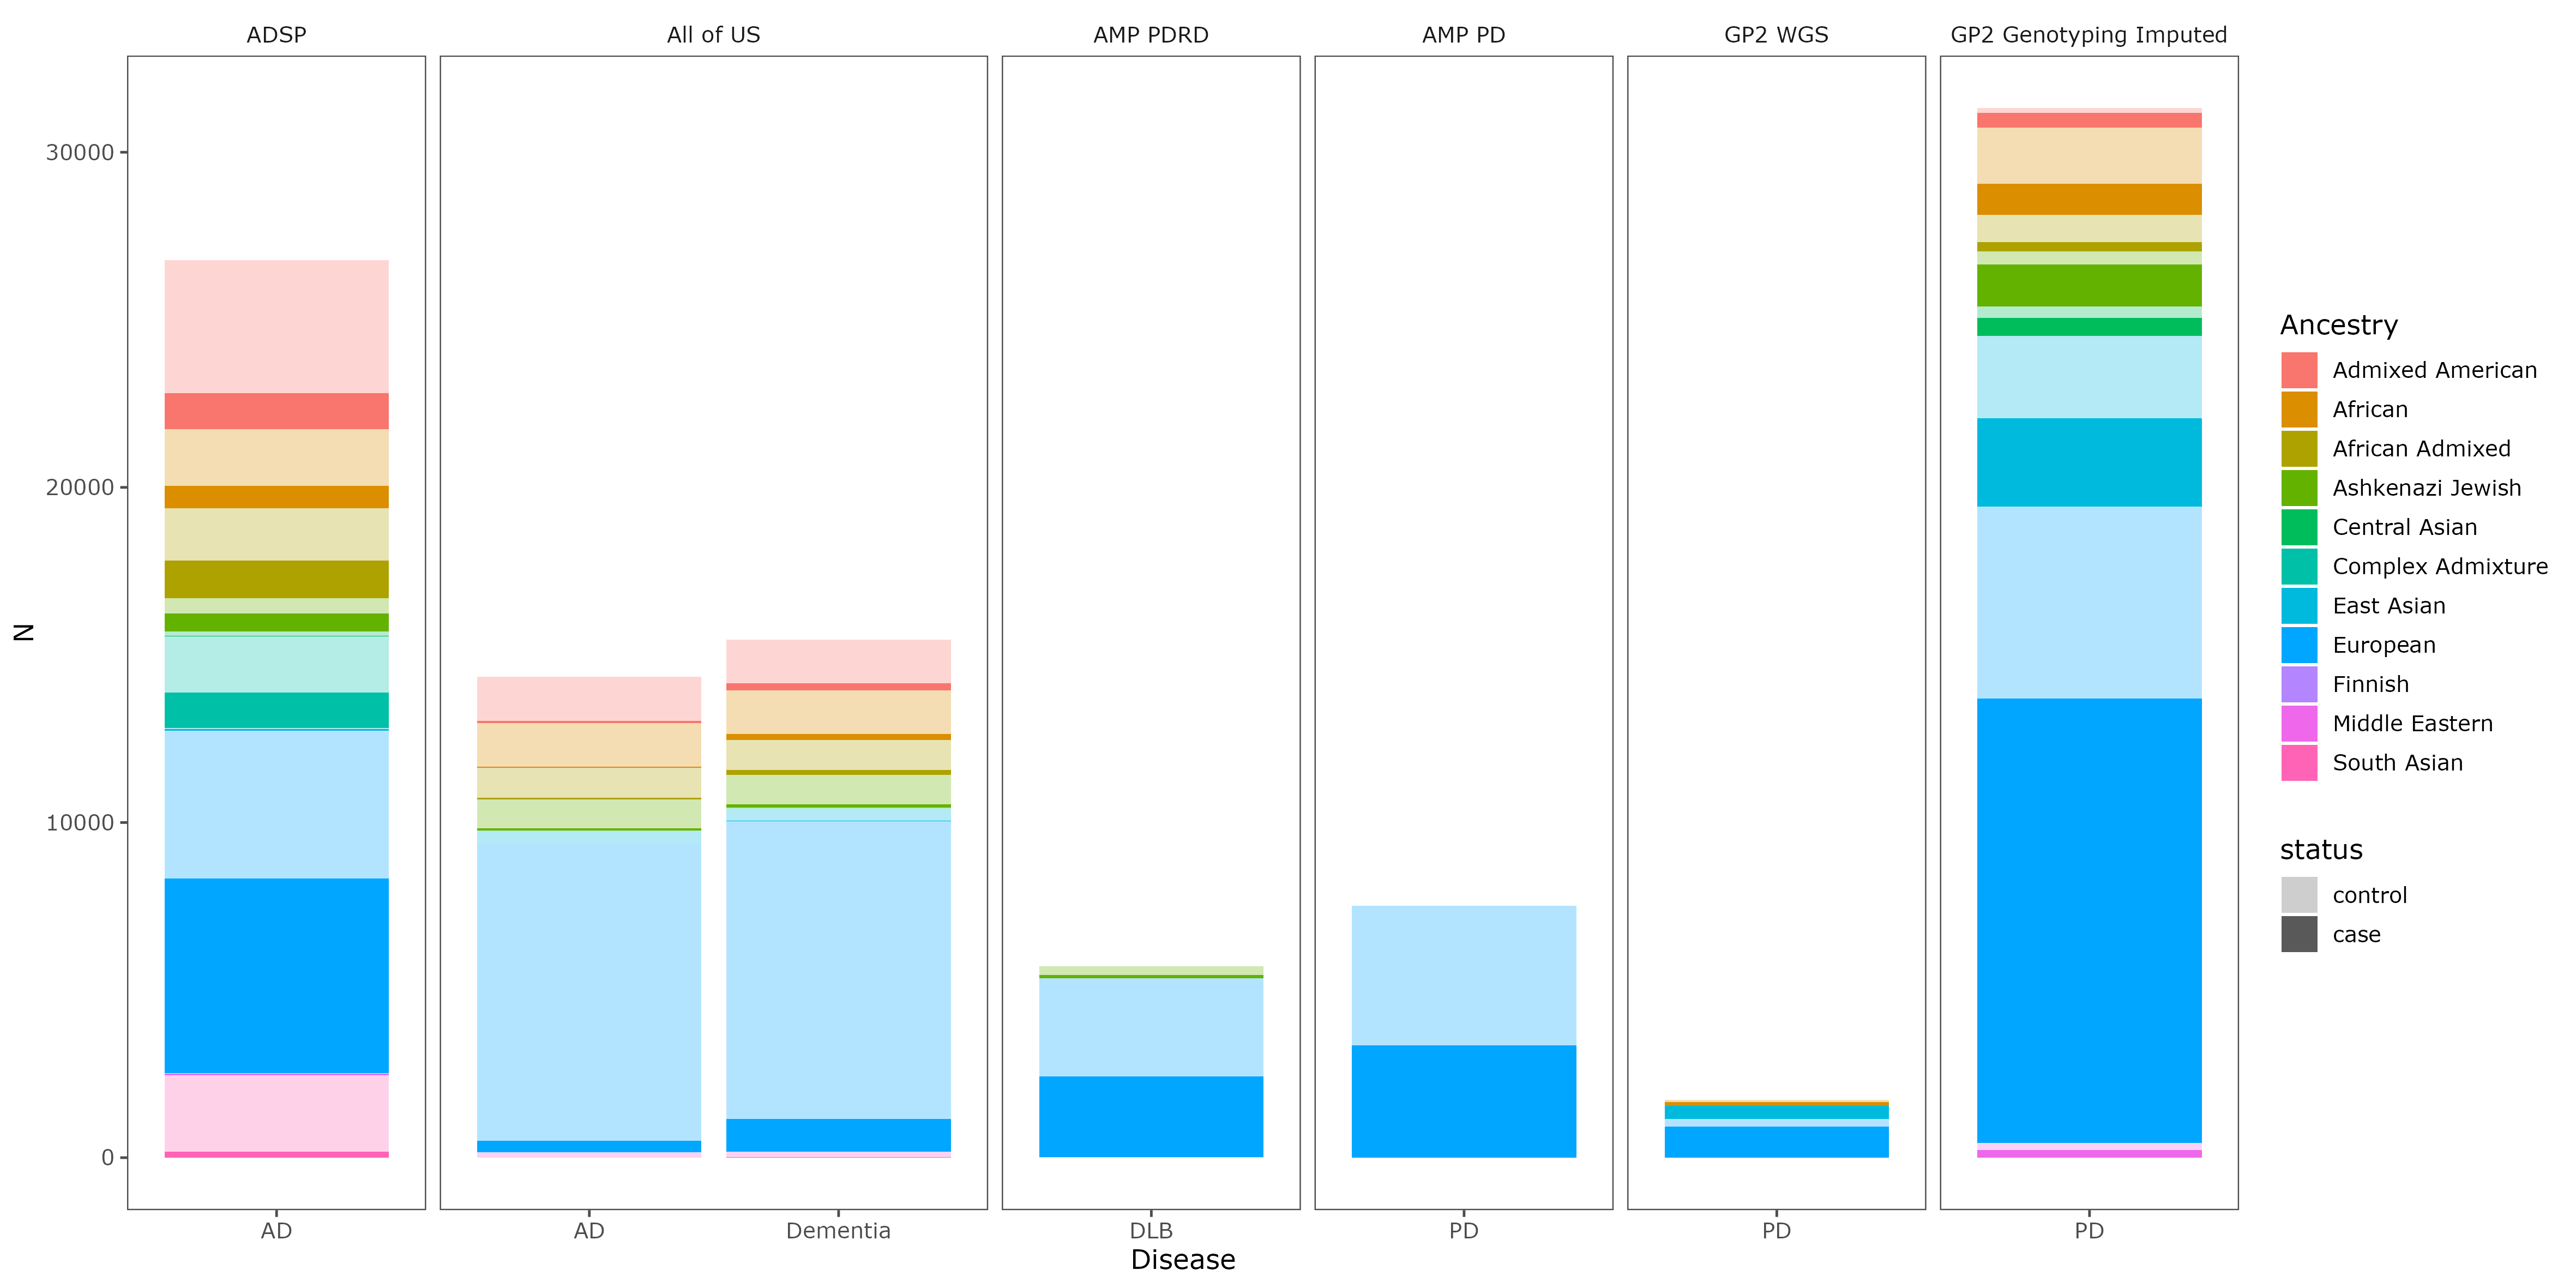 ADSP
All of US
AMP PDRD
AMP PD
GP2 WGS
GP2 Genotyping Imputed
30000
20000
10000
0
N
AD
AD
Dementia
DLB
PD
PD
PD
Disease
Ancestry
Admixed American
African
African Admixed
Ashkenazi Jewish
Central Asian
Complex Admixture
East Asian
European
Finnish
Middle Eastern
South Asian
status
control
case